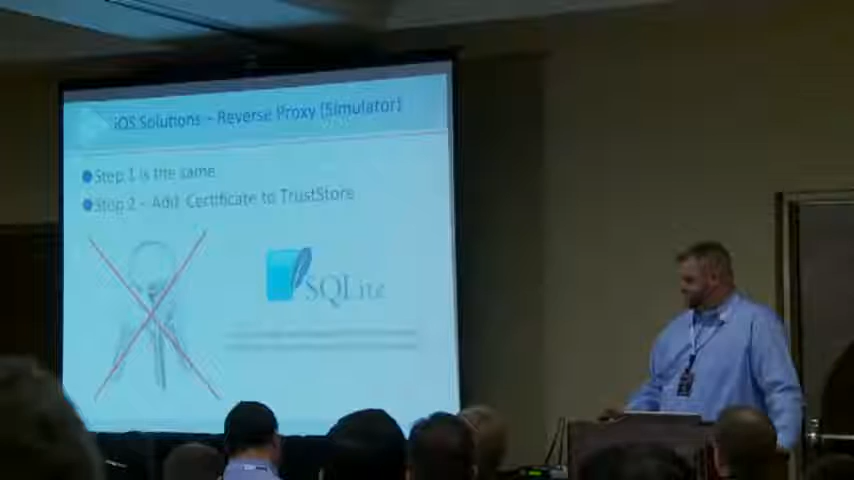 iOS Solutions – Reverse Proxy (Simulator)
Step 1 is the same
Step 2 – Add Certificate to TrustStore
SQLite